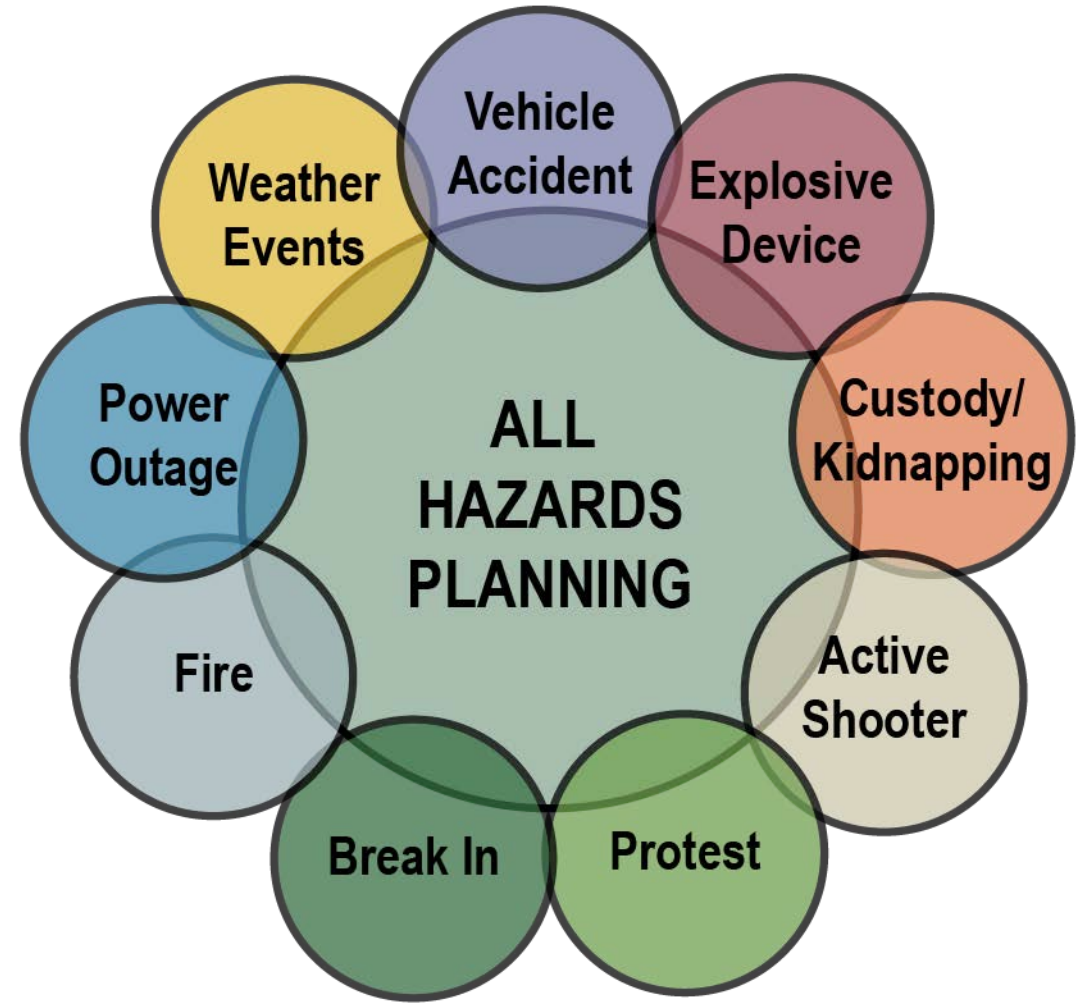 Vehicle
Accident
Explosive
Device
Custody/
Kidnapping
Active
Shooter
Protest
Break In
Fire
Power
Outage
Weather
Events
ALL
HAZARDS
PLANNING